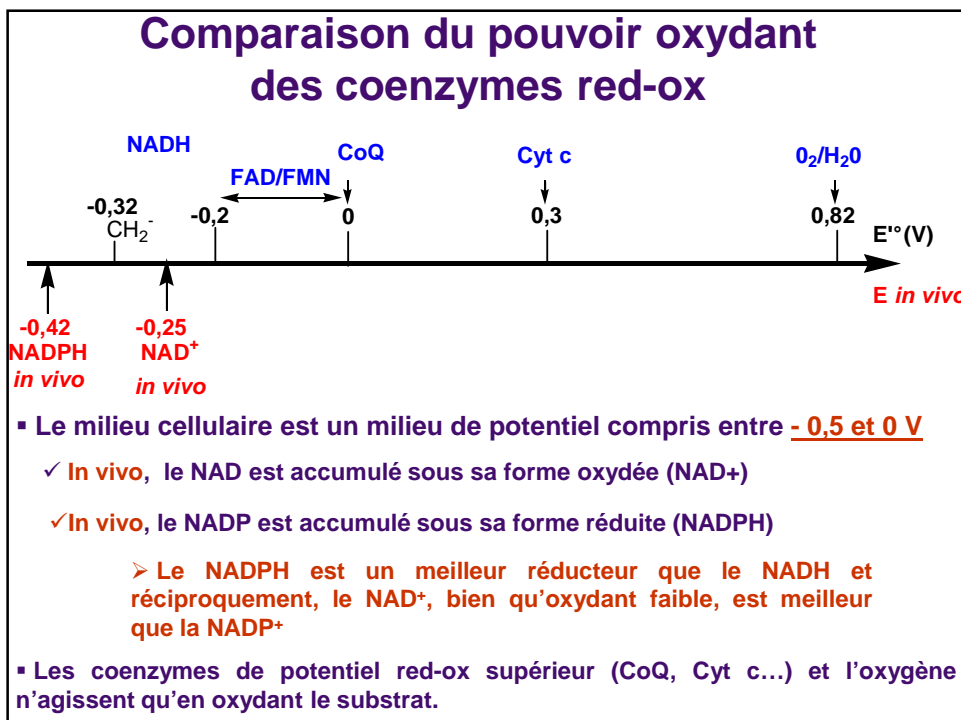 Comparaison du pouvoir oxydant
des coenzymes red-ox
NADH
CoQ
Cyt c
0₂/H₂0
FAD/FMN
-0,32
-0,2
0
0,3
0,82
CH₂⁻
E'°(V)
E in vivo
-0,42
-0,25
NADPH
NAD⁺
in vivo
in vivo
▪ Le milieu cellulaire est un milieu de potentiel compris entre - 0,5 et 0 V
✓ In vivo, le NAD est accumulé sous sa forme oxydée (NAD+)
✓In vivo, le NADP est accumulé sous sa forme réduite (NADPH)
➢ Le NADPH est un meilleur réducteur que le NADH et
réciproquement, le NAD⁺, bien qu'oxydant faible, est meilleur
que la NADP⁺
▪ Les coenzymes de potentiel red-ox supérieur (CoQ, Cyt c…) et l'oxygène
n'agissent qu'en oxydant le substrat.